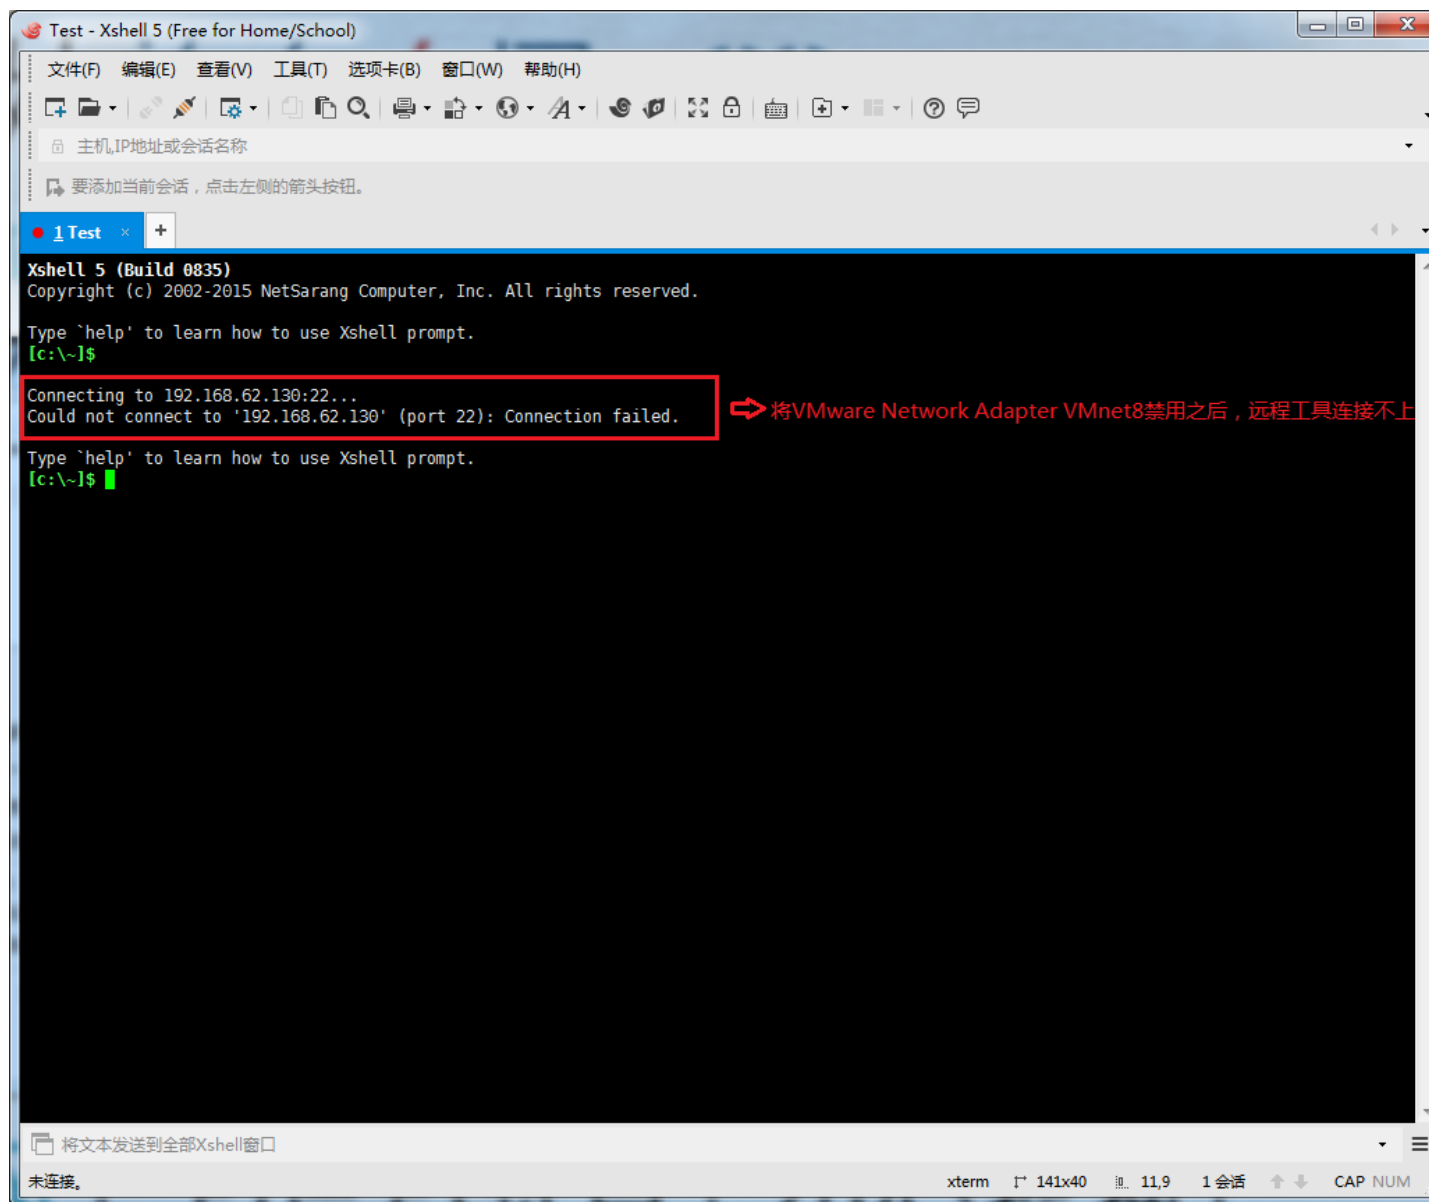 Test - Xshell 5 (Free for Home/School)
文件(F) 编辑(E) 查看(V) 工具(T) 选项卡(B) 窗口(W) 帮助(H)
主机,IP地址或会话名称
要添加当前会话，点击左侧的箭头按钮。
1 Test × +
Xshell 5 (Build 0835)
Copyright (c) 2002-2015 NetSarang Computer, Inc. All rights reserved.
Type `help' to learn how to use Xshell prompt.
[c:\~]$
Connecting to 192.168.62.130:22...
Could not connect to '192.168.62.130' (port 22): Connection failed.
将VMware Network Adapter VMnet8禁用之后，远程工具连接不上
Type `help' to learn how to use Xshell prompt.
[c:\~]$
将文本发送到全部Xshell窗口
未连接。 xterm 141x40 11,9 1 会话 CAP NUM